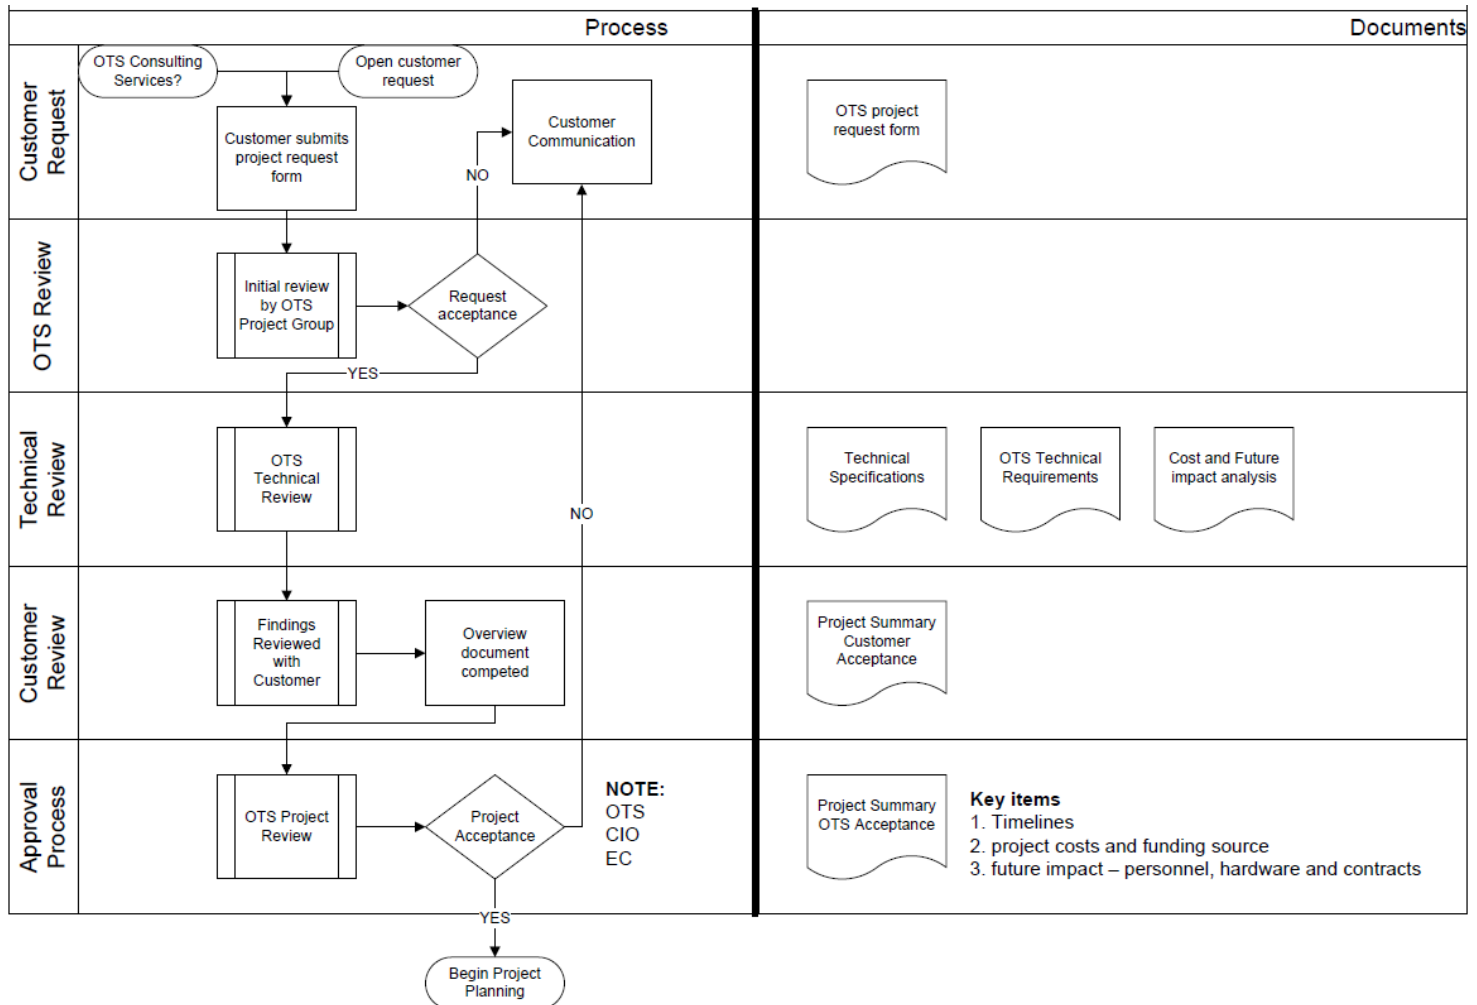 Process
Documents
Customer
Request
OTS Consulting
Services?
Open customer
request
Customer submits
project request
form
NO
Customer
Communication
OTS project
request form
OTS Review
Initial review
by OTS
Project Group
Request
acceptance
YES
Technical
Review
OTS
Technical
Review
NO
Technical
Specifications
OTS Technical
Requirements
Cost and Future
impact analysis
Customer
Review
Findings
Reviewed
with
Customer
Overview
document
competed
Project Summary
Customer
Acceptance
Approval
Process
OTS Project
Review
Project
Acceptance
NOTE:
OTS
CIO
EC
Project Summary
OTS Acceptance
Key items
1. Timelines
2. project costs and funding source
3. future impact – personnel, hardware and contracts
YES
Begin Project
Planning